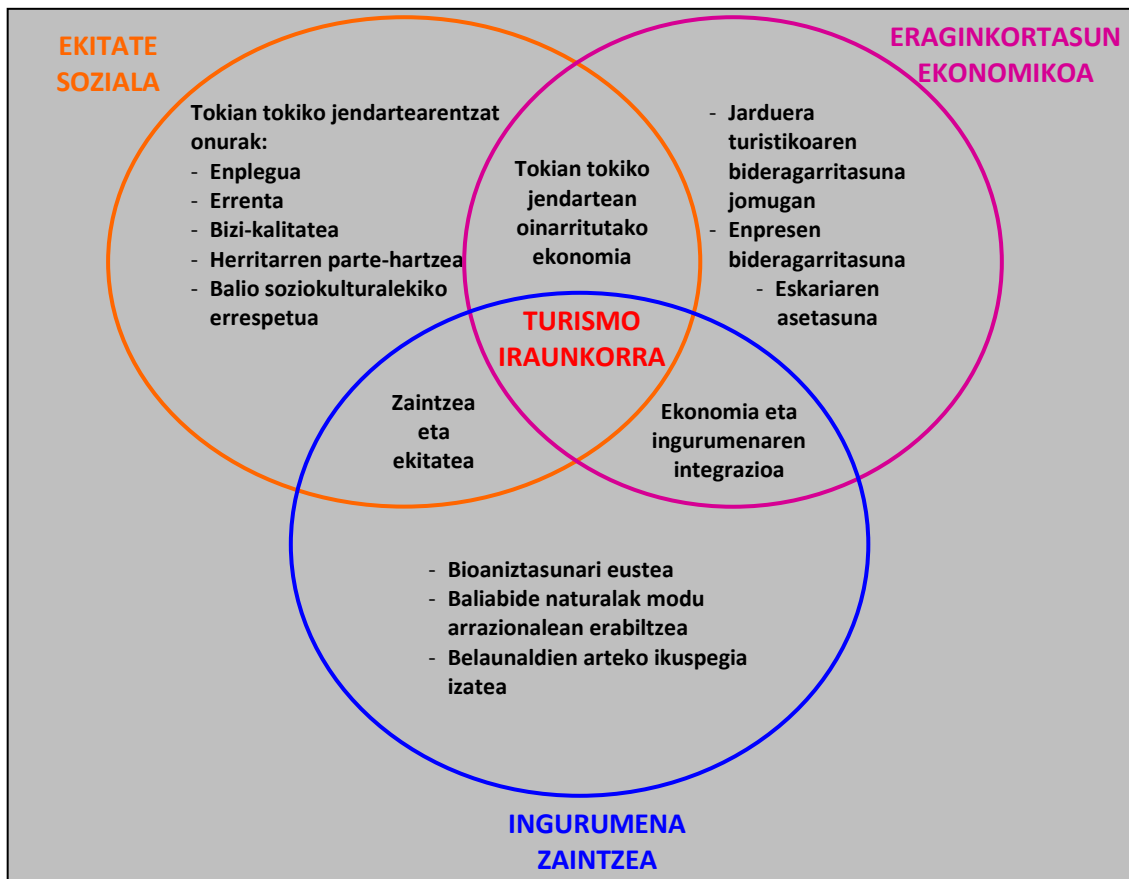 EKITATE
SOZIALA
Tokian tokiko jendartearentzat
onurak:
- Enplegua
- Errenta
- Bizi-kalitatea
- Herritarren parte-hartzea
- Balio soziokulturalekiko
errespetua
Tokian tokiko
jendartean
oinarritutako
ekonomia
ERAGINKORTASUN
EKONOMIKOA
- Jarduera
turistikoaren
bideragarritasuna
jomugan
- Enpresen
bideragarritasuna
- Eskariaren
asetasuna
TURISMO
IRAUNKORRA
Zaintzea
eta
ekitatea
Ekonomia eta
ingurumenaren
integrazioa
- Bioaniztasunari eustea
- Baliabide naturalak modu
arrazionalean erabiltzea
- Belaunaldien arteko ikuspegia
izatea
INGURUMENA
ZAINTZEA